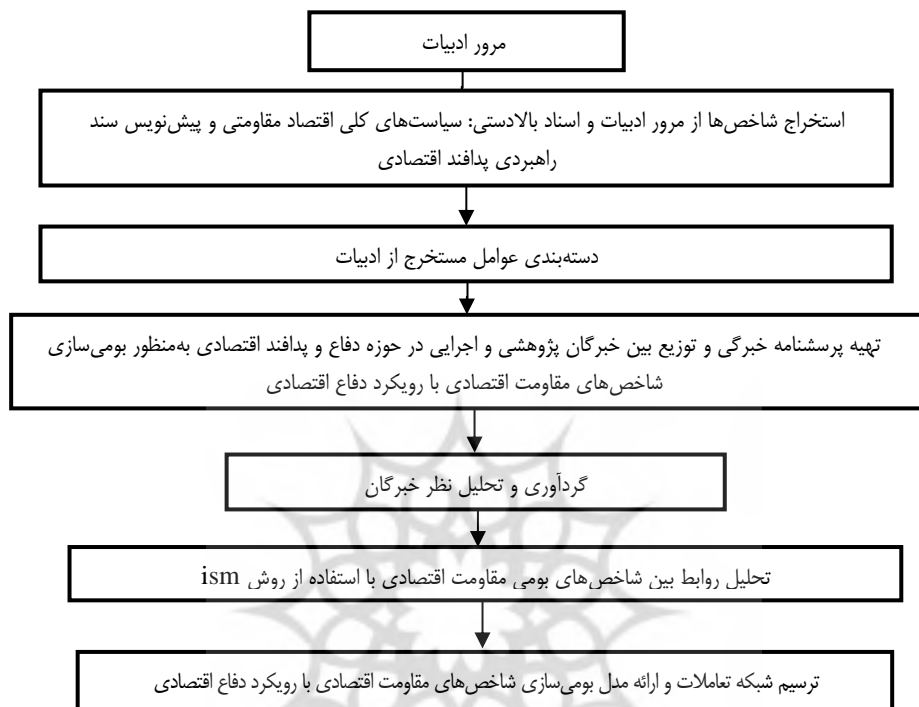 مرور ادبیات
استخراج شاخص‌ها از مرور ادبیات و اسناد بالادستی: سیاست‌های کلی اقتصاد مقاومتی و پیش‌نویس سند
راهبردی پدافند اقتصادی
دسته‌بندی عوامل مستخرج از ادبیات
تهیه پرسشنامه خبرگی و توزیع بین خبرگان پژوهشی و اجرایی در حوزه دفاع و پدافند اقتصادی به‌منظور بومی‌سازی
شاخص‌های مقاومت اقتصادی با رویکرد دفاع اقتصادی
گردآوری و تحلیل نظر خبرگان
تحلیل روابط بین شاخص‌های بومی مقاومت اقتصادی با استفاده از روش ism
ترسیم شبکه تعاملات و ارائه مدل بومی‌سازی شاخص‌های مقاومت اقتصادی با رویکرد دفاع اقتصادی